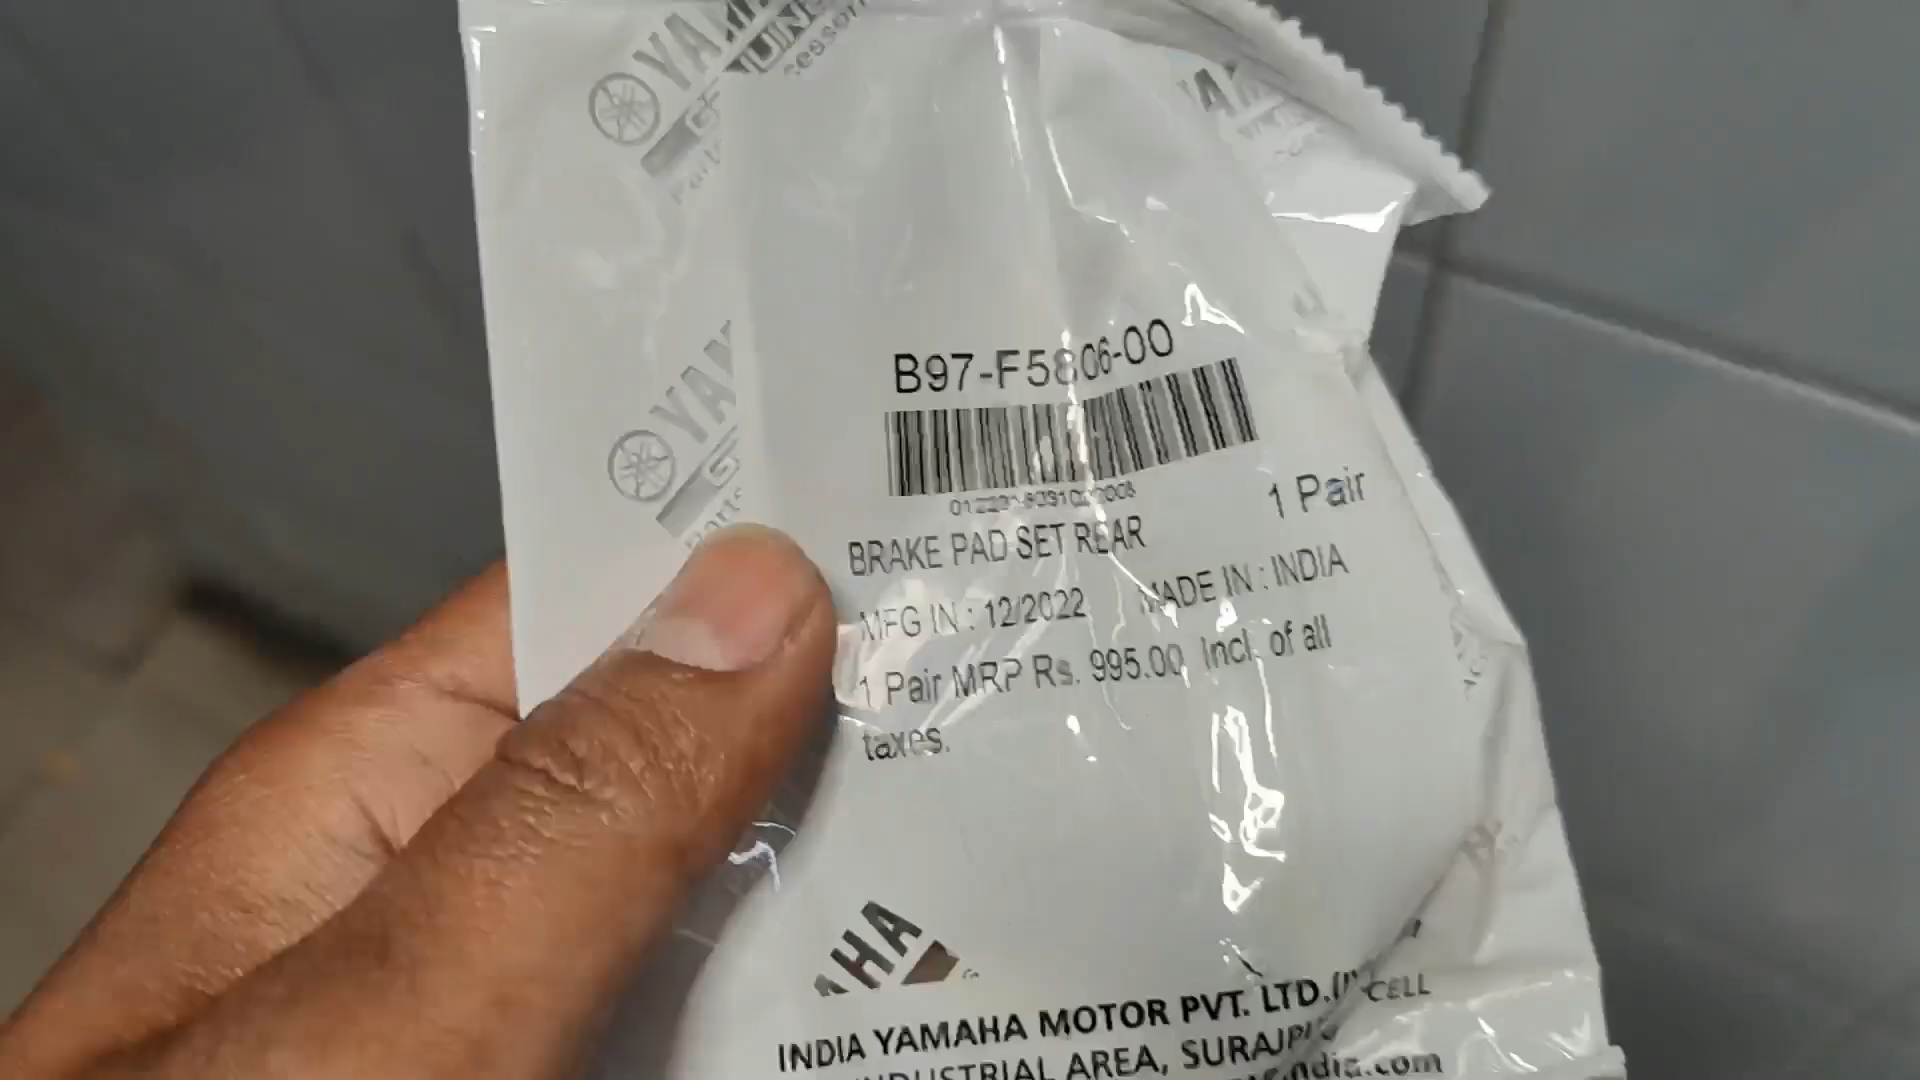 B97-F5806-00
1 Pair
BRAKE PAD SET REAR
MFG IN : 12/2022 MADE IN : INDIA
1 Pair MRP Rs. 995.00 Incl. of all
taxes.
INDIA YAMAHA MOTOR PVT. LTD. CELL
INDUSTRIAL AREA,